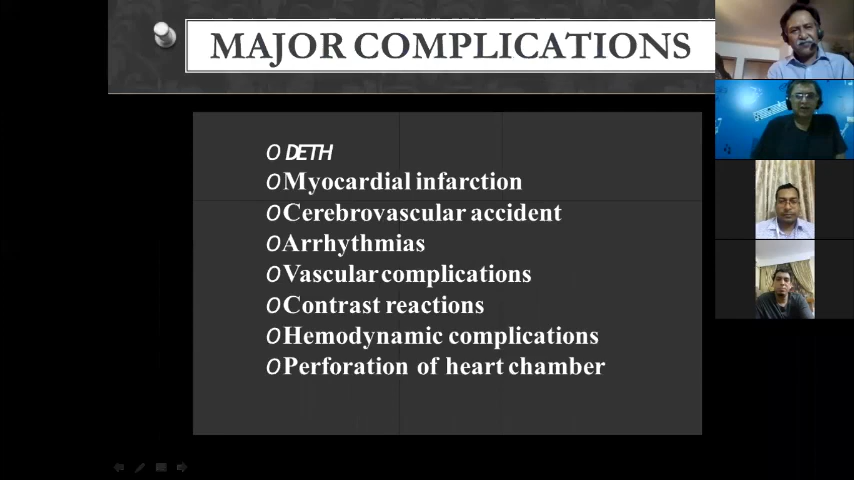 MAJOR COMPLICATIONS
O DETH
O Myocardial infarction
O Cerebrovascular accident
O Arrhythmias
O Vascular complications
O Contrast reactions
O Hemodynamic complications
O Perforation of heart chamber